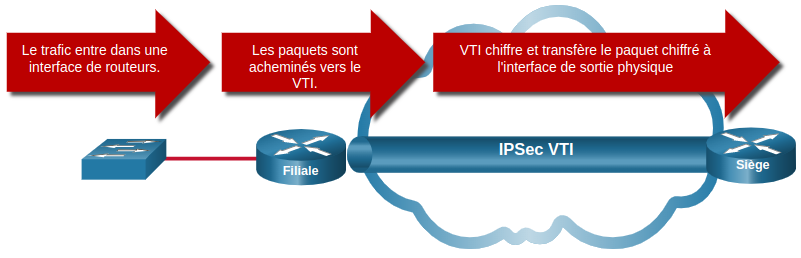 Le trafic entre dans une
interface de routeurs.
Les paquets sont
acheminés vers le
VTI.
VTI chiffre et transfère le paquet chiffré à
l'interface de sortie physique
IPSec VTI
Filiale
Siège